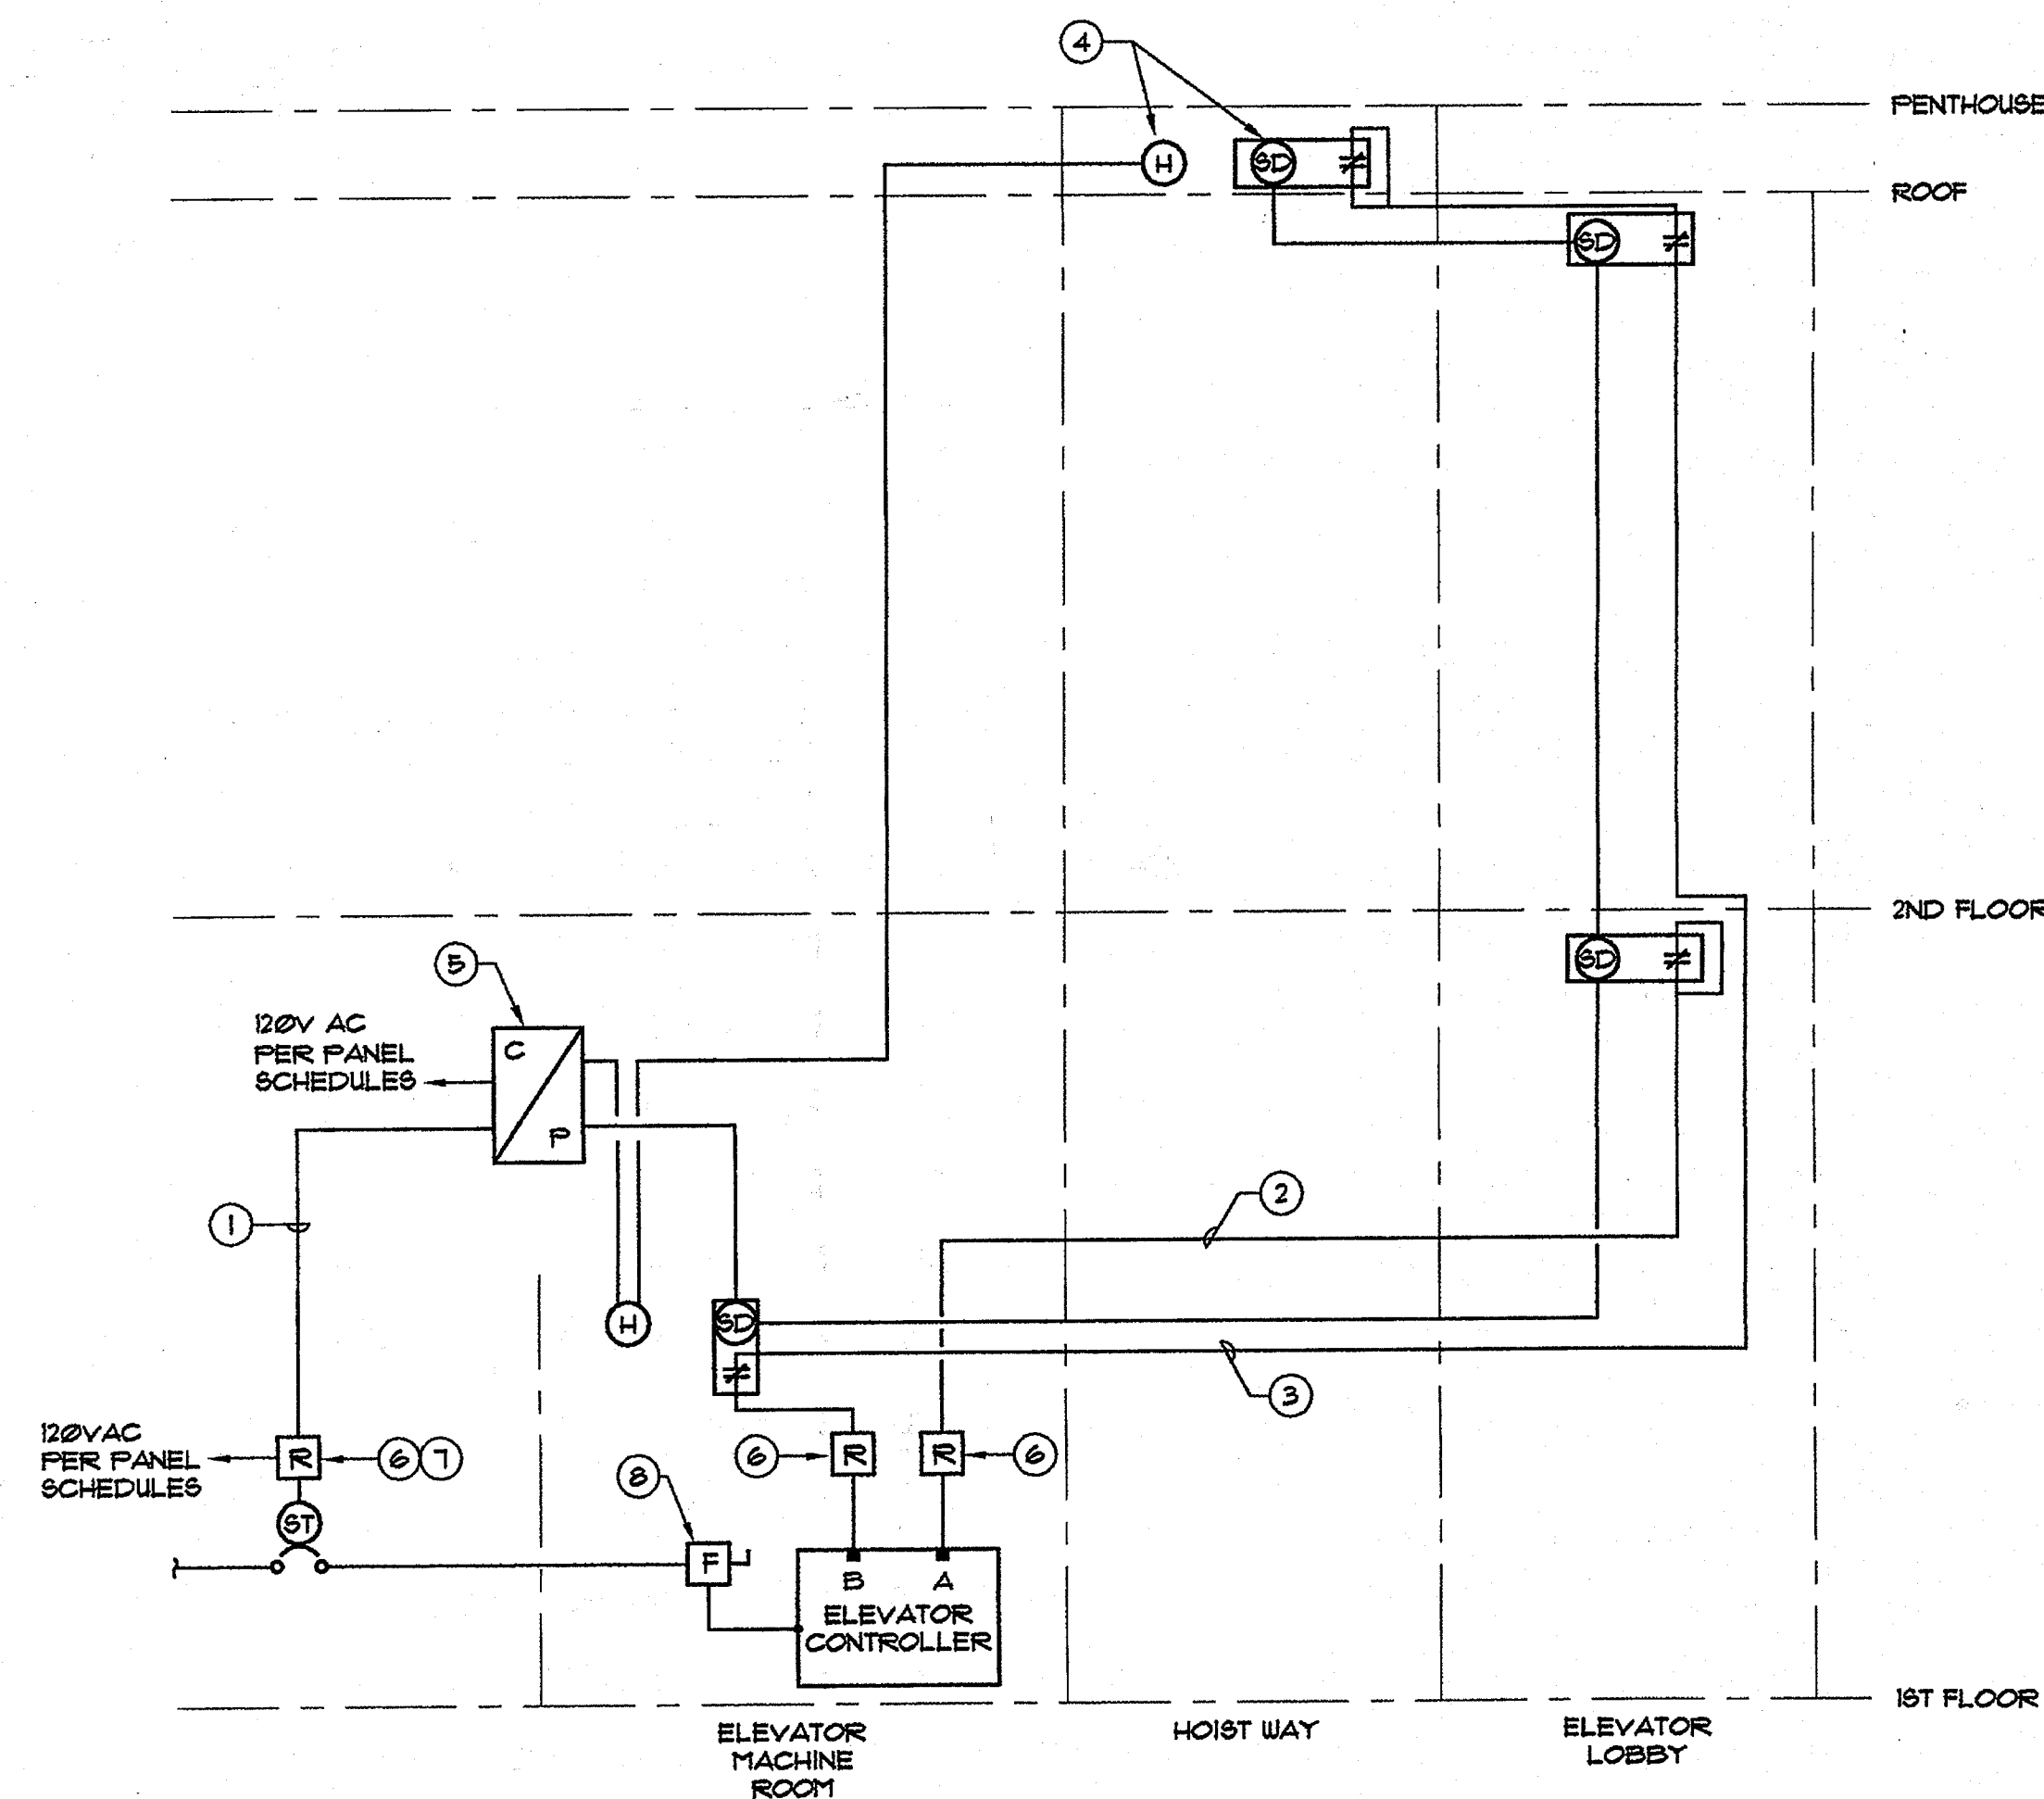 4
PENTHOUSE
H
SD
ROOF
SD
2ND FLOOR
SD
5
120V AC
PER PANEL
SCHEDULES
C
P
1
2
H
SD
3
120VAC
PER PANEL
SCHEDULES
R
6
7
6
R
R
6
8
ST
F
B
A
ELEVATOR
CONTROLLER
1ST FLOOR
ELEVATOR
MACHINE
ROOM
HOIST WAY
ELEVATOR
LOBBY